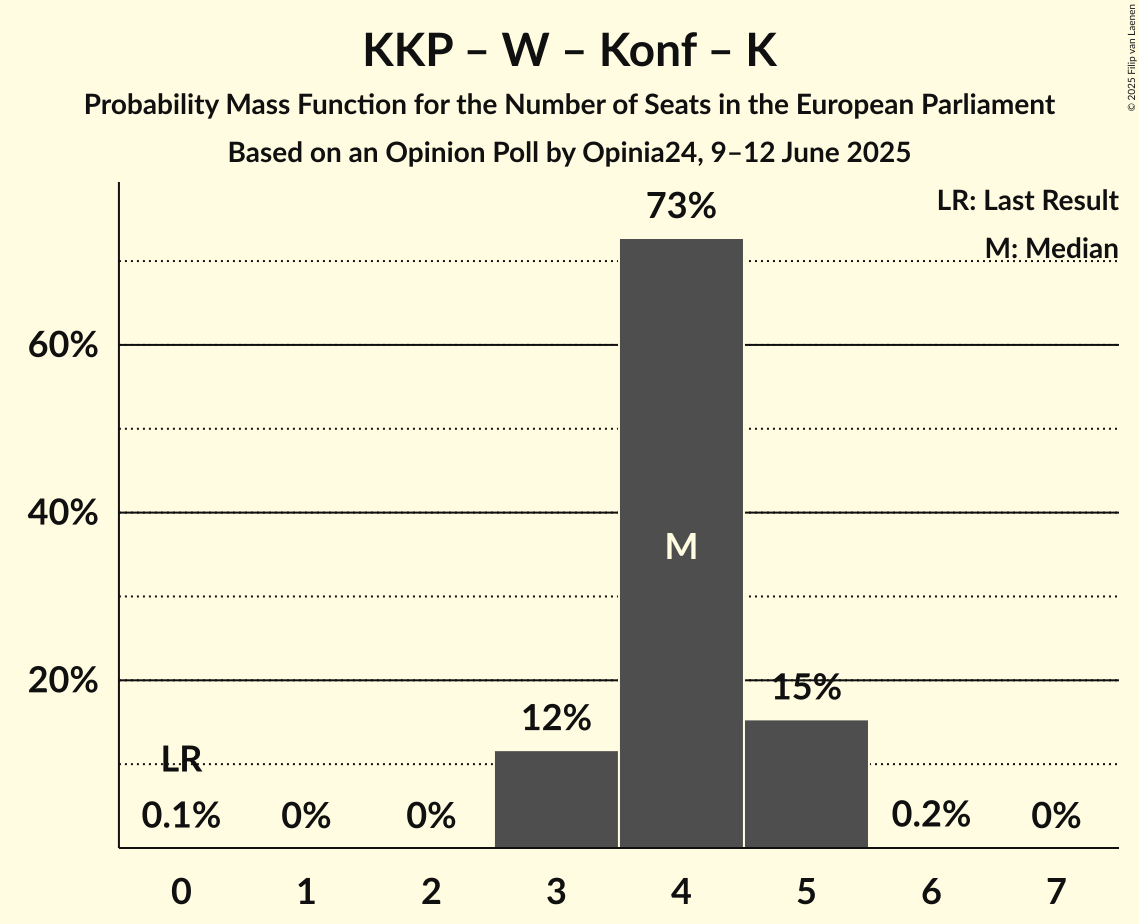 KKP – W – Konf – K
Probability Mass Function for the Number of Seats in the European Parliament
Based on an Opinion Poll by Opinia24, 9–12 June 2025
© 2025 Filip van Laenen
LR: Last Result
M: Median
73%
60%
40%
M
20%
15%
12%
LR
0.1%
0%
0%
0.2%
0%
0
1
2
3
4
5
6
7